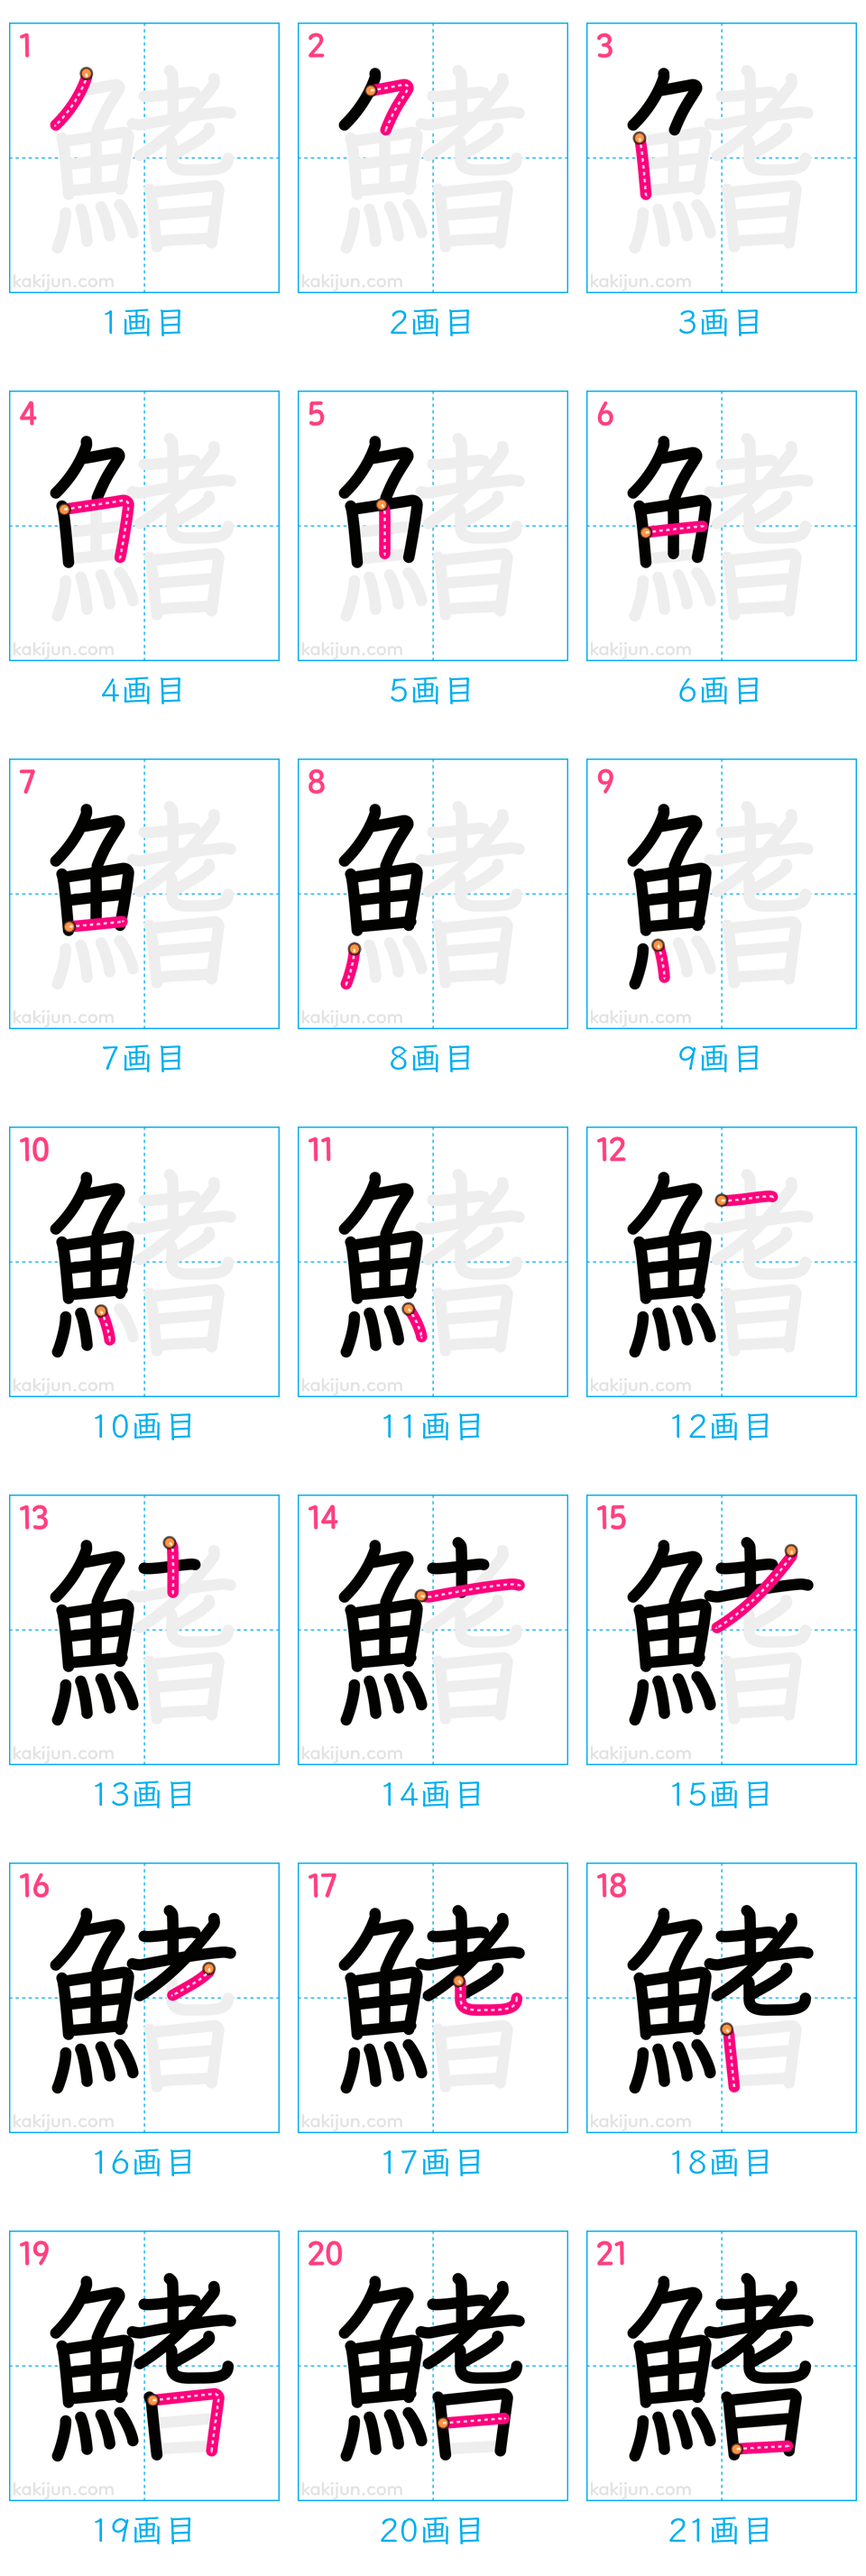 1 2 3
kakijun.com kakijun.com kakijun.com
1画目 2画目 3画目
4 5 6
kakijun.com kakijun.com kakijun.com
4画目 5画目 6画目
7 8 9
kakijun.com kakijun.com kakijun.com
7画目 8画目 9画目
10 11 12
kakijun.com kakijun.com kakijun.com
10画目 11画目 12画目
13 14 15
kakijun.com kakijun.com kakijun.com
13画目 14画目 15画目
16 17 18
kakijun.com kakijun.com kakijun.com
16画目 17画目 18画目
19 20 21
鰭 鰭 鰭
kakijun.com kakijun.com kakijun.com
19画目 20画目 21画目